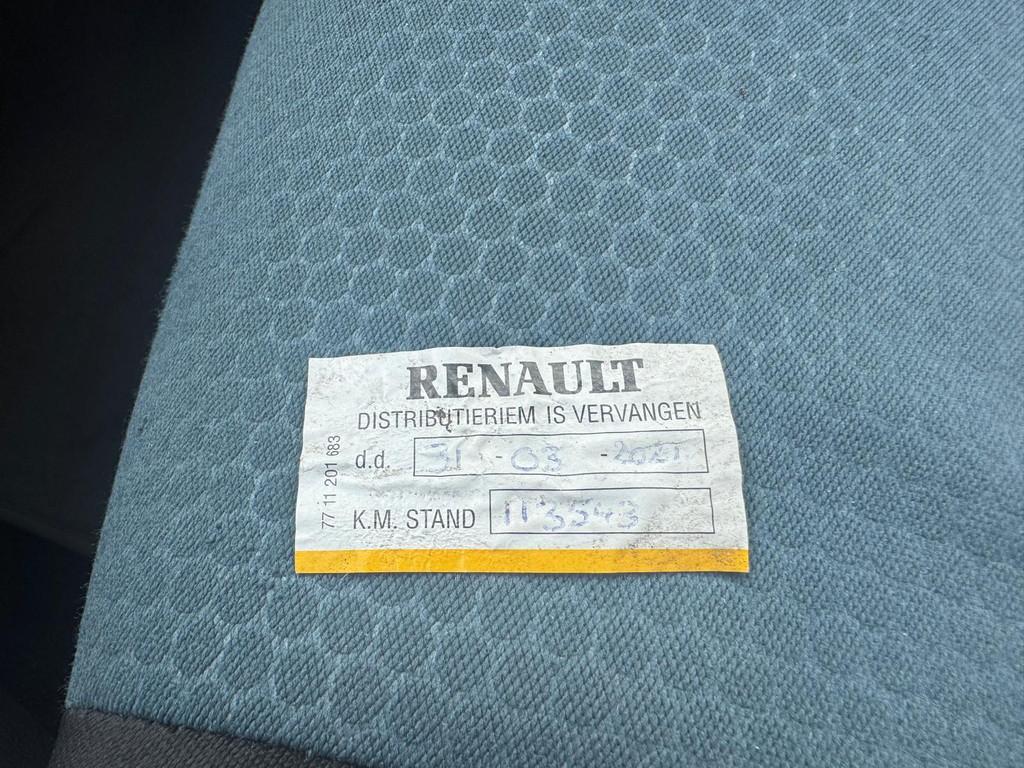 RENAULT
DISTRIBUTIERIEM IS VERVANGEN
d.d. 31 - 03 - 2021
K.M. STAND 113543
77 11 201 683